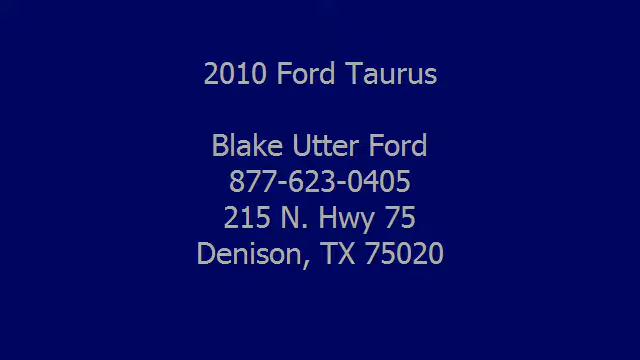 2010 Ford Taurus
Blake Utter Ford
877-623-0405
215 N. Hwy 75
Denison, TX 75020